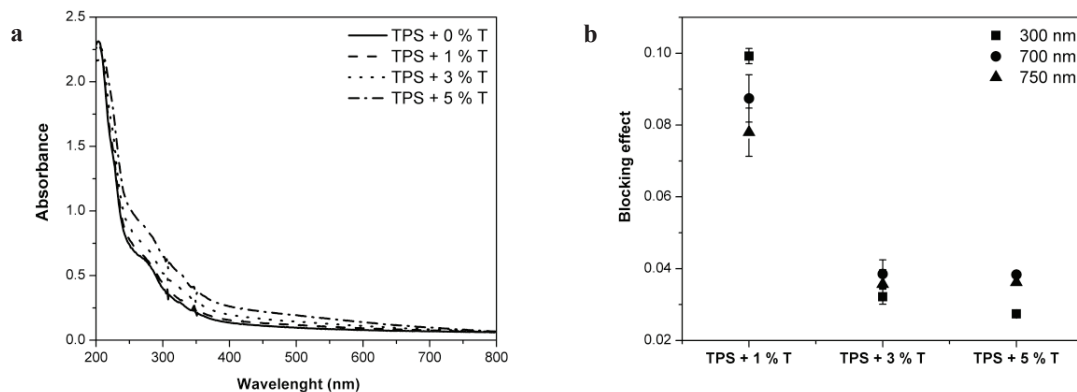 a
2.5
2.0
1.5
1.0
0.5
0.0
Absorbance
200 300 400 500 600 700 800
Wavelenght (nm)
TPS + 0 % T
TPS + 1 % T
TPS + 3 % T
TPS + 5 % T
b
0.10
0.08
0.06
0.04
0.02
Blocking effect
TPS + 1 % T TPS + 3 % T TPS + 5 % T
300 nm
700 nm
750 nm